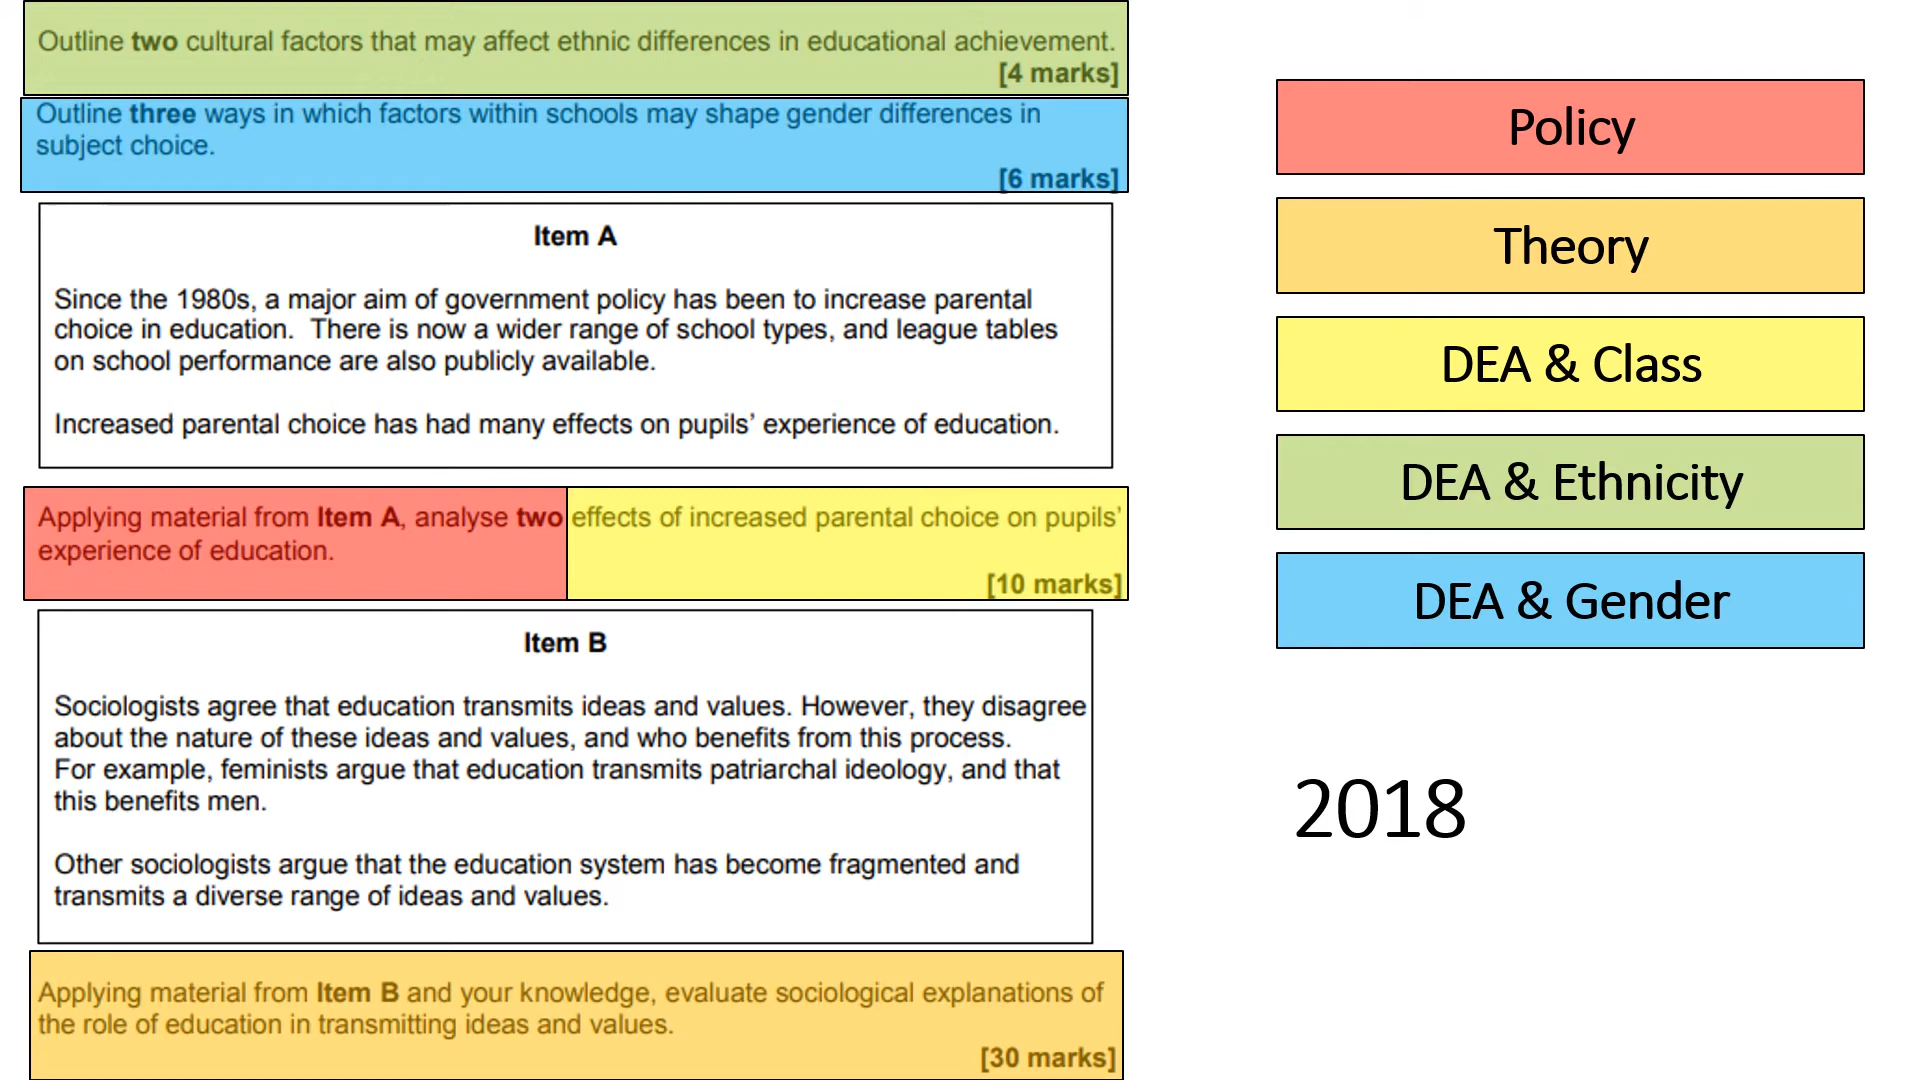 Outline two cultural factors that may affect ethnic differences in educational achievement.
[4 marks]
Outline three ways in which factors within schools may shape gender differences in
subject choice.
[6 marks]
Item A
Since the 1980s, a major aim of government policy has been to increase parental
choice in education. There is now a wider range of school types, and league tables
on school performance are also publicly available.
Increased parental choice has had many effects on pupils’ experience of education.
Applying material from Item A, analyse two effects of increased parental choice on pupils’
experience of education.
[10 marks]
Item B
Sociologists agree that education transmits ideas and values. However, they disagree
about the nature of these ideas and values, and who benefits from this process.
For example, feminists argue that education transmits patriarchal ideology, and that
this benefits men.
Other sociologists argue that the education system has become fragmented and
transmits a diverse range of ideas and values.
Applying material from Item B and your knowledge, evaluate sociological explanations of
the role of education in transmitting ideas and values.
[30 marks]
Policy
Theory
DEA & Class
DEA & Ethnicity
DEA & Gender
2018